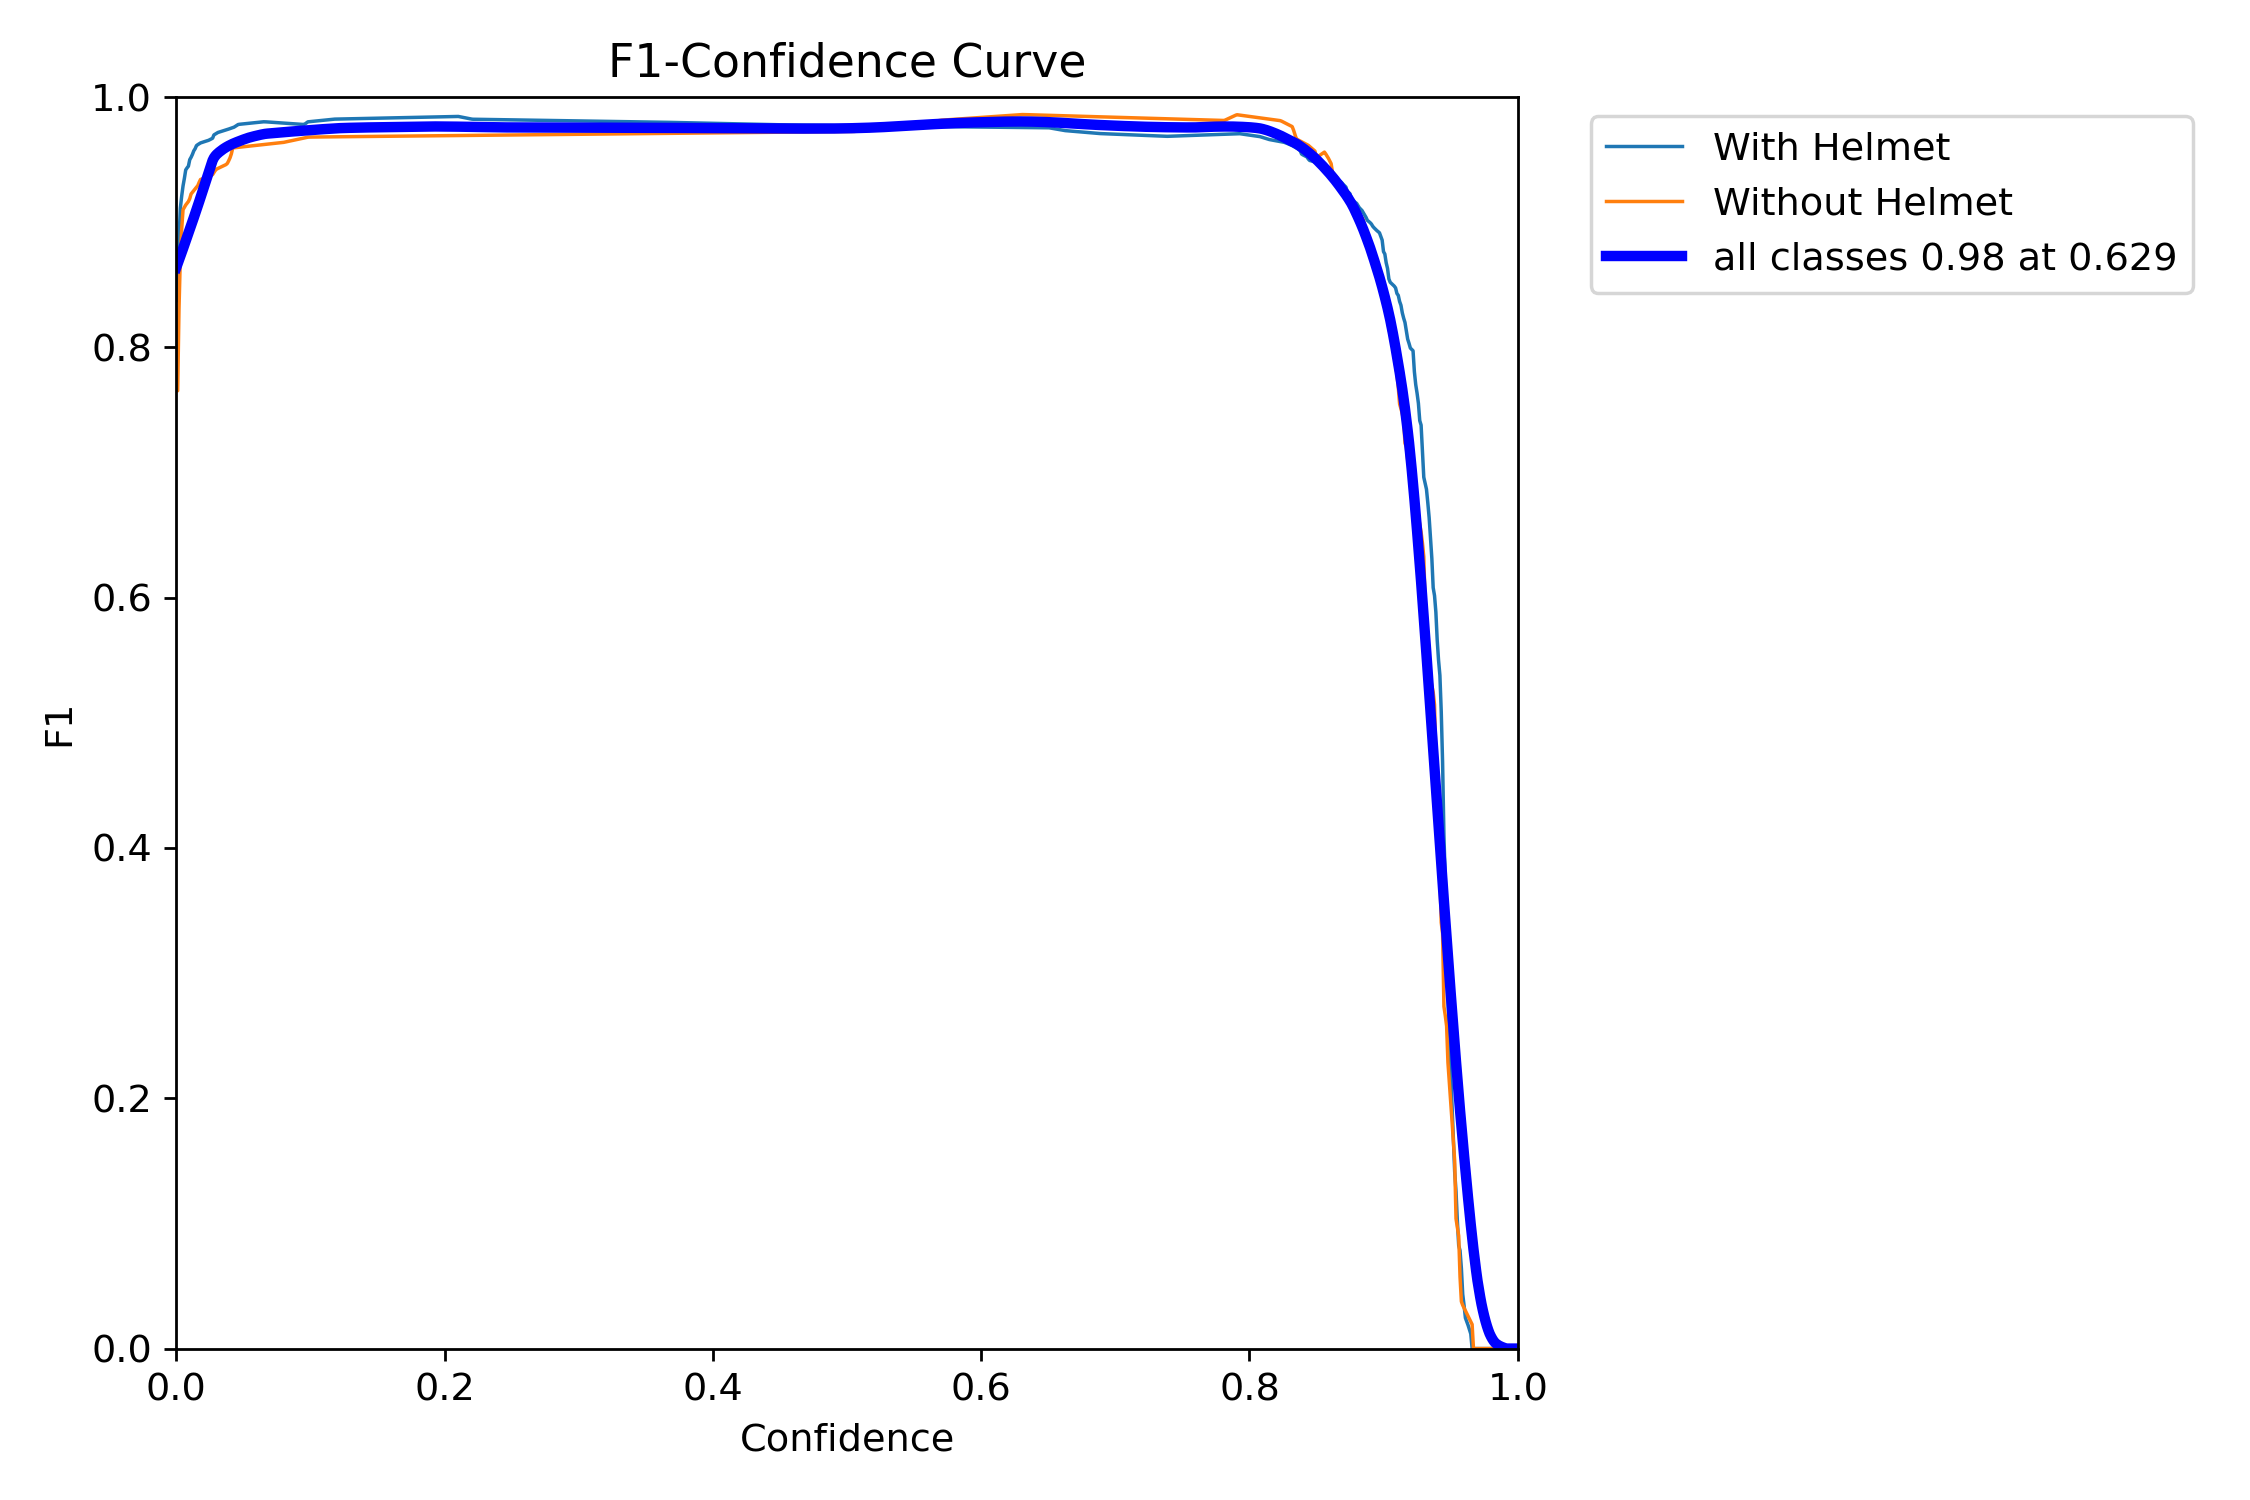 F1-Confidence Curve
1.0
0.8
0.6
0.4
0.2
0.0
F1
0.0 0.2 0.4 0.6 0.8 1.0
Confidence
With Helmet
Without Helmet
all classes 0.98 at 0.629